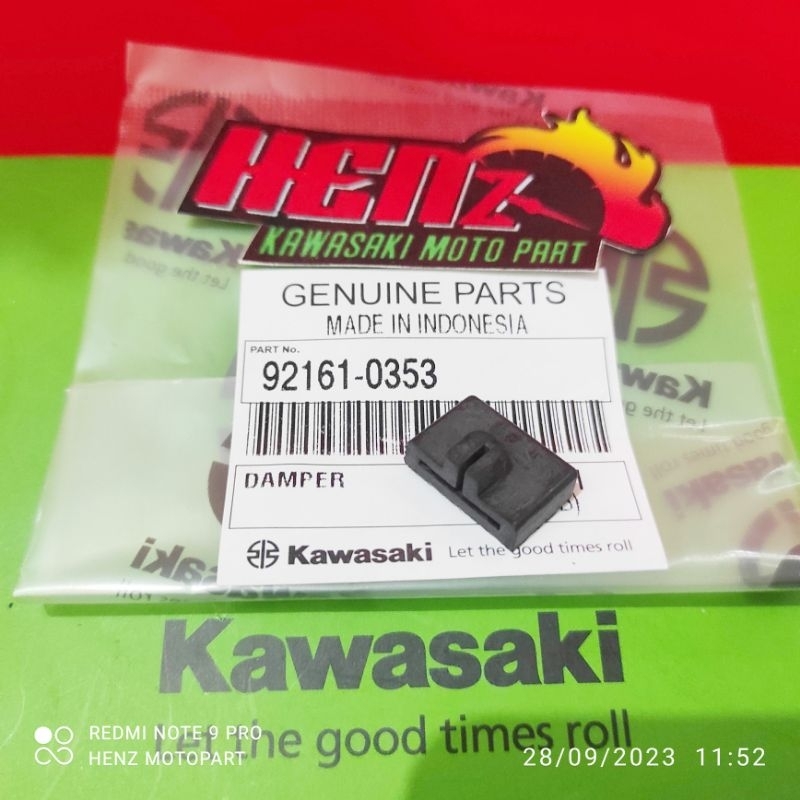 HENZ
KAWASAKI MOTO PART
GENUINE PARTS
MADE IN INDONESIA
PART No.
92161-0353
DAMPER
Kawasaki Let the good times roll
Kawasaki
Let the good times roll
REDMI NOTE 9 PRO
HENZ MOTOPART
28/09/2023 11:52